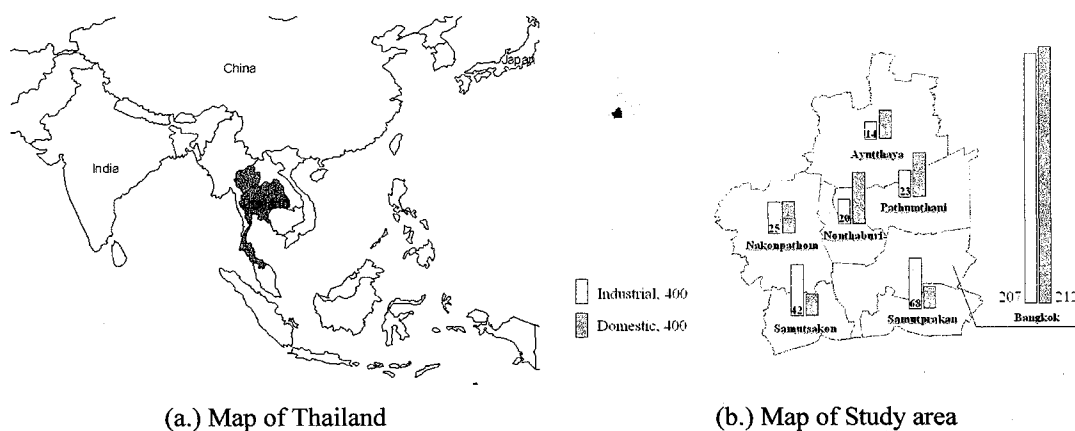 China
Japan
India
14
Ayutthaya
23
Pathumthani
20
Nonthaburi
25
Nakonpathom
Industrial, 400
Domestic, 400
42
Samutsakon
68
Samutprakan
207
212
Bangkok
(a.) Map of Thailand
(b.) Map of Study area